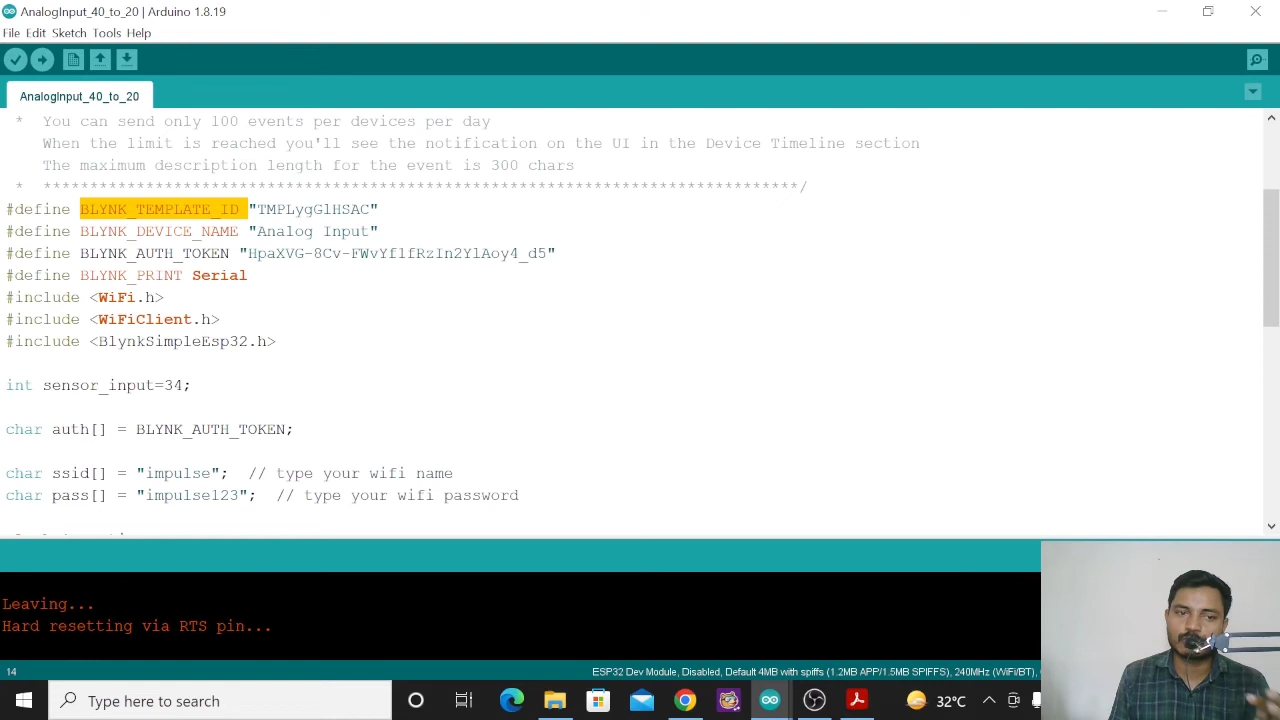 AnalogInput_40_to_20 | Arduino 1.8.19
File Edit Sketch Tools Help
AnalogInput_40_to_20
*  You can send only 100 events per devices per day
When the limit is reached you'll see the notification on the UI in the Device Timeline section
The maximum description length for the event is 300 chars
*  *********************************************************************************/
#define BLYNK_TEMPLATE_ID "TMPLygGlHSAC"
#define BLYNK_DEVICE_NAME "Analog Input"
#define BLYNK_AUTH_TOKEN "HpaXVG-8Cv-FWvYf1fRzIn2YlAoy4_d5"
#define BLYNK_PRINT Serial
#include <WiFi.h>
#include <WiFiClient.h>
#include <BlynkSimpleEsp32.h>
int sensor_input=34;
char auth[] = BLYNK_AUTH_TOKEN;
char ssid[] = "impulse";  // type your wifi name
char pass[] = "impulse123";  // type your wifi password
Leaving...
Hard resetting via RTS pin...
14
ESP32 Dev Module, Disabled, Default 4MB with spiffs (1.2MB APP/1.5MB SPIFFS), 240MHz (WiFi/BT),
Type here to search
32°C